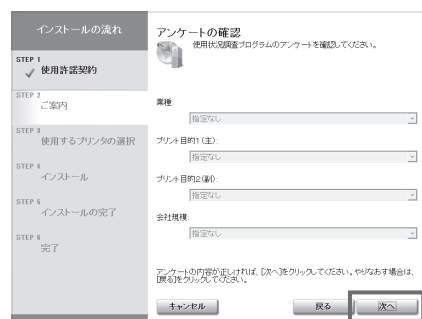 インストールの流れ
STEP 1
使用許諾契約
STEP 2
ご案内
STEP 3
使用するプリンタの選択
STEP 4
インストール
STEP 5
インストールの完了
STEP 6
完了
アンケートの確認
使用状況調査プログラムのアンケートを確認してください。
業種:
指定なし
プリント目的1(主):
指定なし
プリント目的2(副):
指定なし
会社規模:
指定なし
アンケートの内容が正しければ、[次へ]をクリックしてください。やりなおす場合は、
[戻る]をクリックしてください。
キャンセル
戻る
次へ